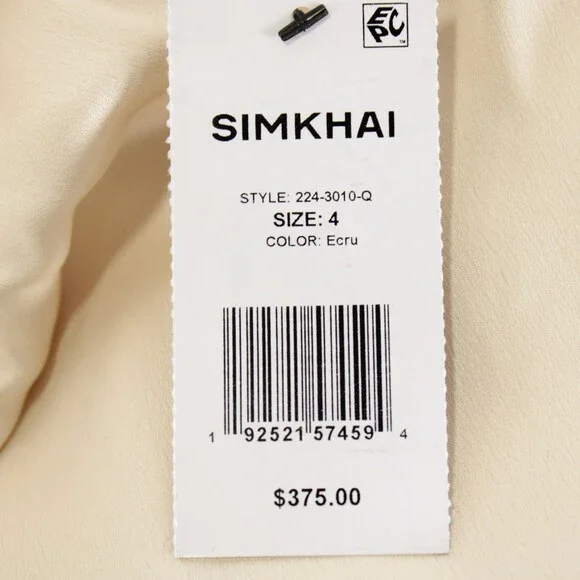 EPC
SIMKHAI
STYLE: 224-3010-Q
SIZE: 4
COLOR: Ecru
1 92521 57459 4
$375.00